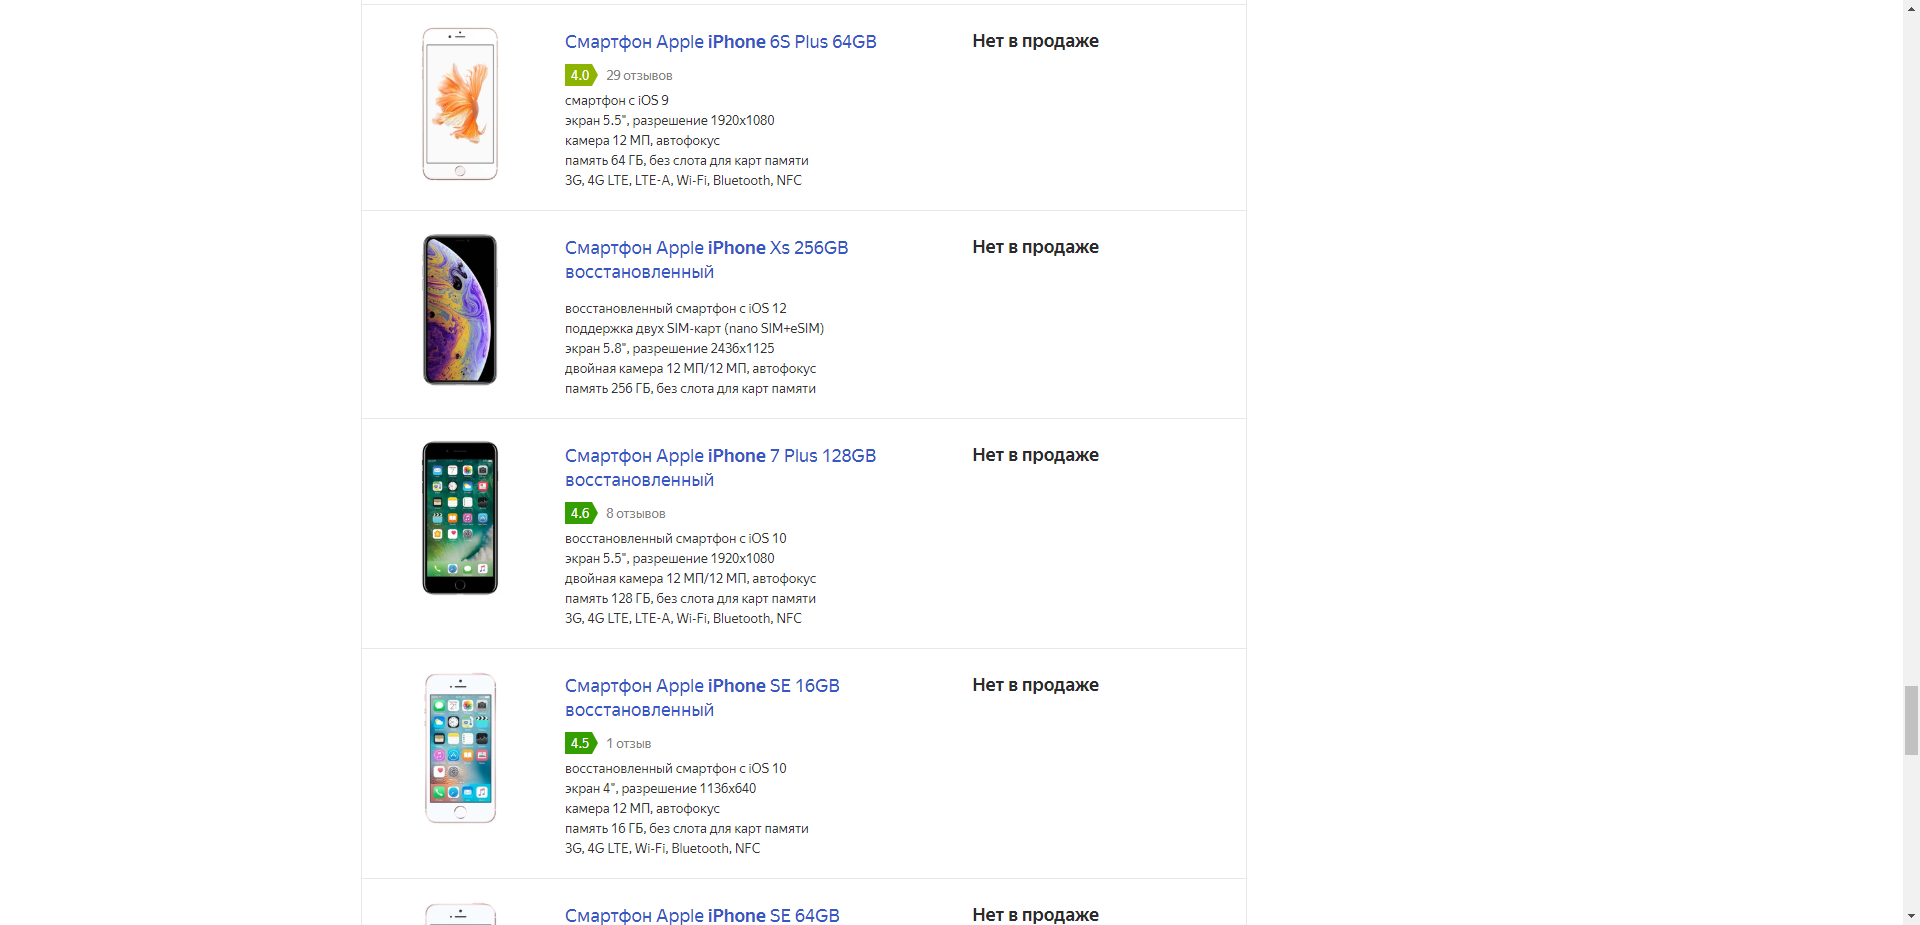 Смартфон Apple iPhone 6S Plus 64GB
Нет в продаже
4.0 29 отзывов
смартфон с iOS 9
экран 5.5", разрешение 1920x1080
камера 12 МП, автофокус
память 64 ГБ, без слота для карт памяти
3G, 4G LTE, LTE-A, Wi-Fi, Bluetooth, NFC
Смартфон Apple iPhone Xs 256GB
восстановленный
Нет в продаже
восстановленный смартфон с iOS 12
поддержка двух SIM-карт (nano SIM+eSIM)
экран 5.8", разрешение 2436x1125
двойная камера 12 МП/12 МП, автофокус
память 256 ГБ, без слота для карт памяти
Смартфон Apple iPhone 7 Plus 128GB
восстановленный
Нет в продаже
4.6 8 отзывов
восстановленный смартфон с iOS 10
экран 5.5", разрешение 1920x1080
двойная камера 12 МП/12 МП, автофокус
память 128 ГБ, без слота для карт памяти
3G, 4G LTE, LTE-A, Wi-Fi, Bluetooth, NFC
Смартфон Apple iPhone SE 16GB
восстановленный
Нет в продаже
4.5 1 отзыв
восстановленный смартфон с iOS 10
экран 4", разрешение 1136x640
камера 12 МП, автофокус
память 16 ГБ, без слота для карт памяти
3G, 4G LTE, Wi-Fi, Bluetooth, NFC
Смартфон Apple iPhone SE 64GB
Нет в продаже